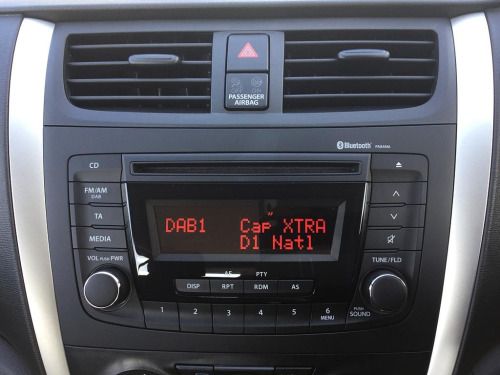 PASSENGER
AIRBAG
Bluetooth PANAMA
CD
FM/AM
/DAB
TA
MEDIA
VOL PUSH PWR
DAB1 Cap XTRA
D1 Natl
AF PTY
DISP RPT RDM AS
TUNE/FLD
1 2 3 4 5 6
MENU
PUSH
SOUND